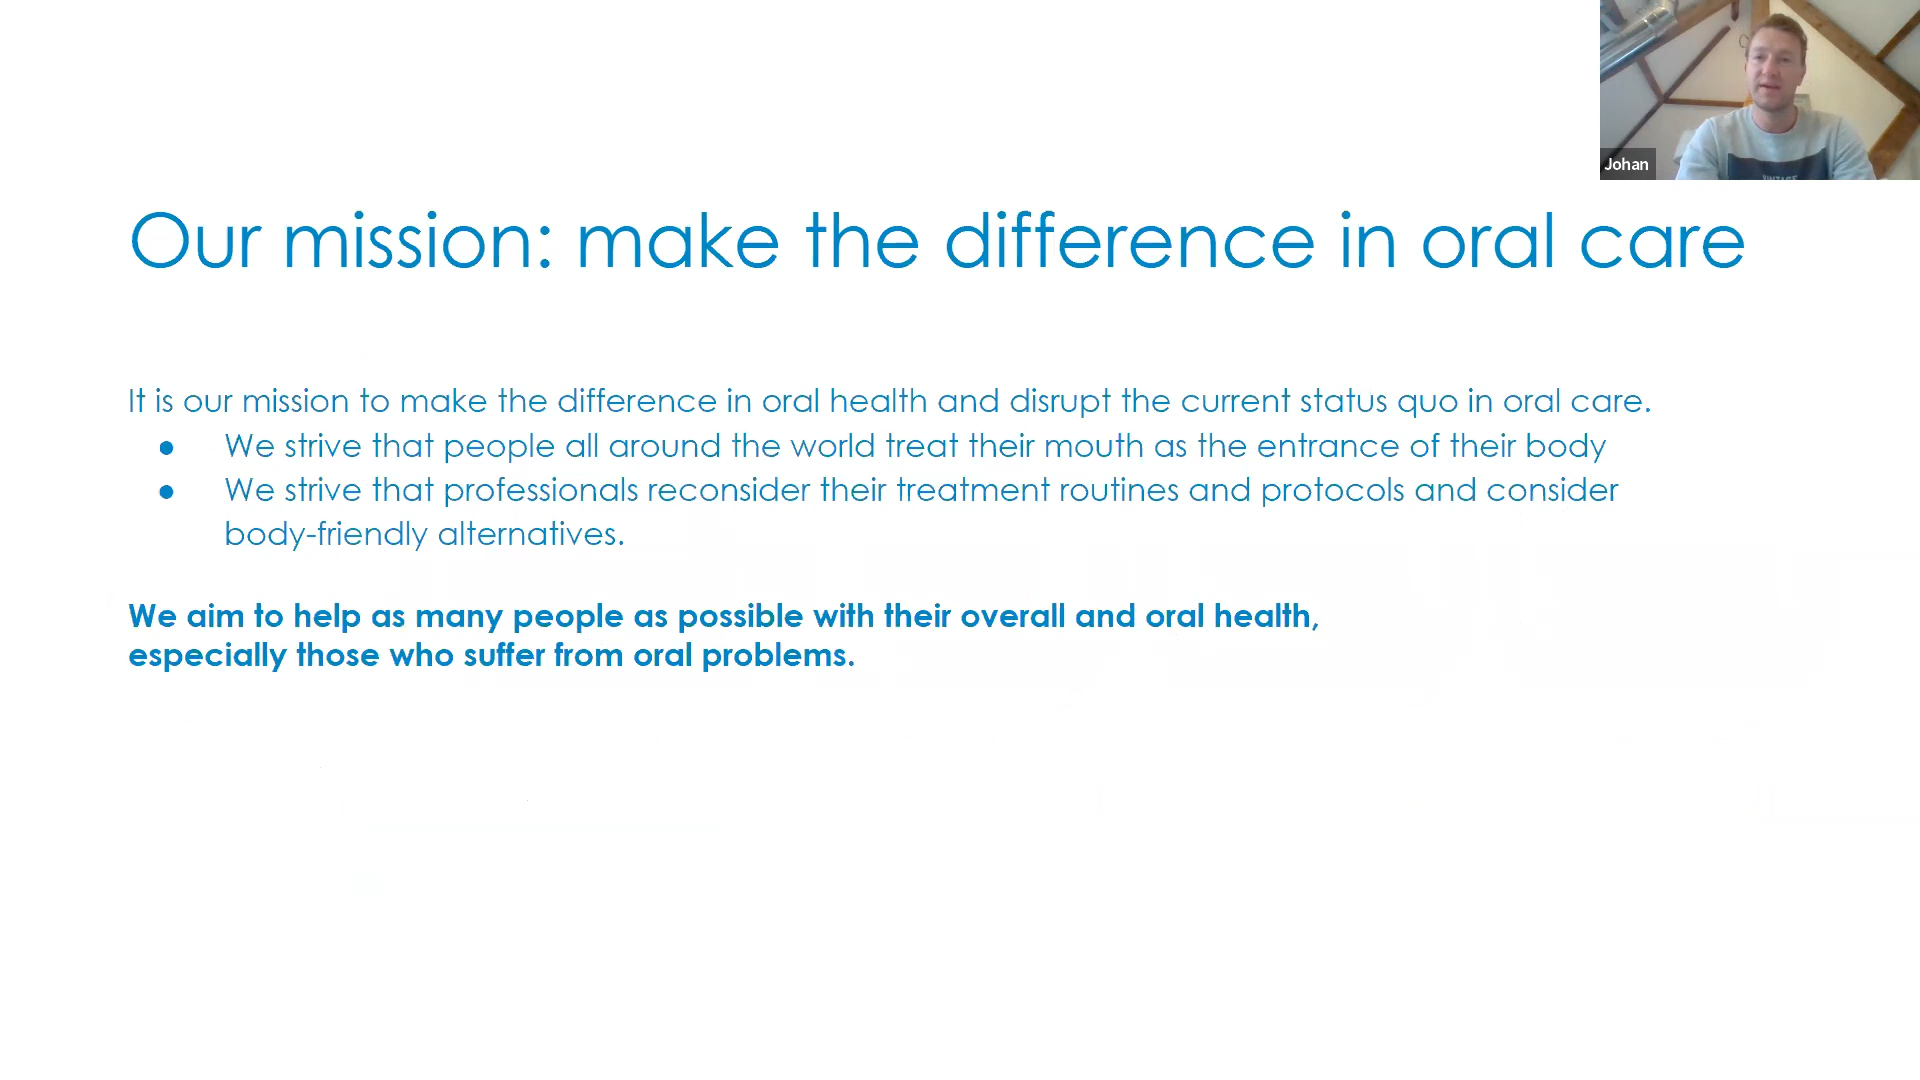 Johan
VINTAGE
Our mission: make the difference in oral care
It is our mission to make the difference in oral health and disrupt the current status quo in oral care.
● We strive that people all around the world treat their mouth as the entrance of their body
● We strive that professionals reconsider their treatment routines and protocols and consider
body-friendly alternatives.
We aim to help as many people as possible with their overall and oral health,
especially those who suffer from oral problems.